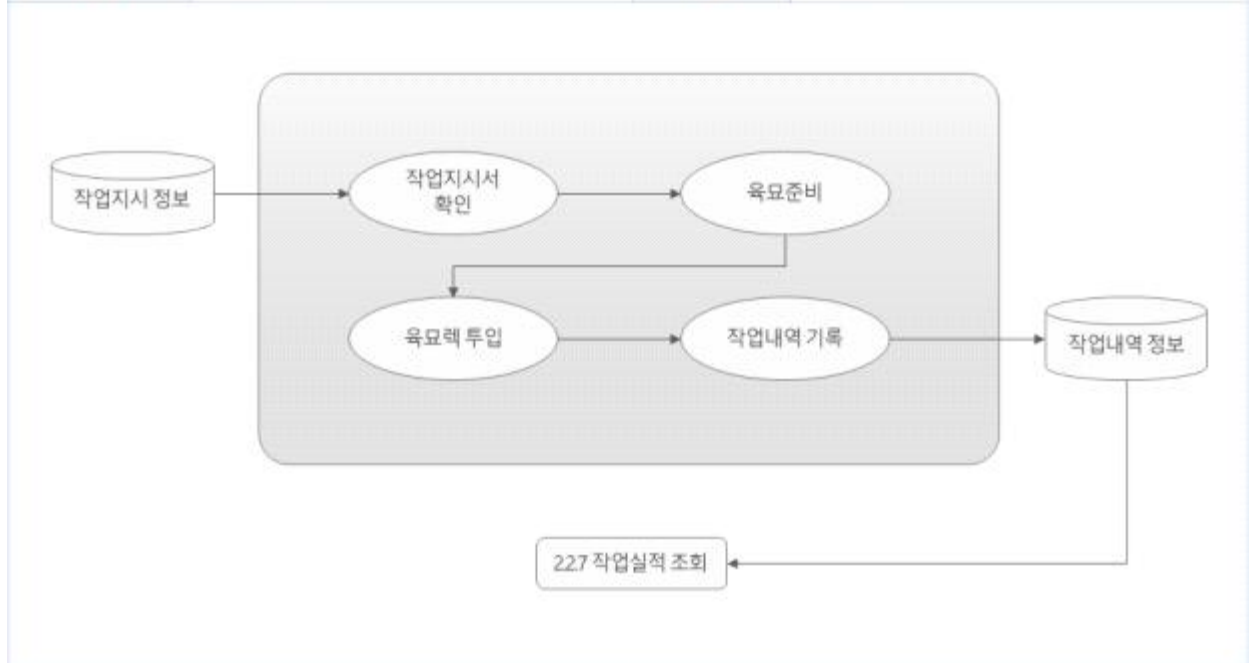 작업지시 정보
작업지시서
확인
육묘준비
육묘렉 투입
작업내역 기록
작업내역 정보
2.2.7 작업실적 조회